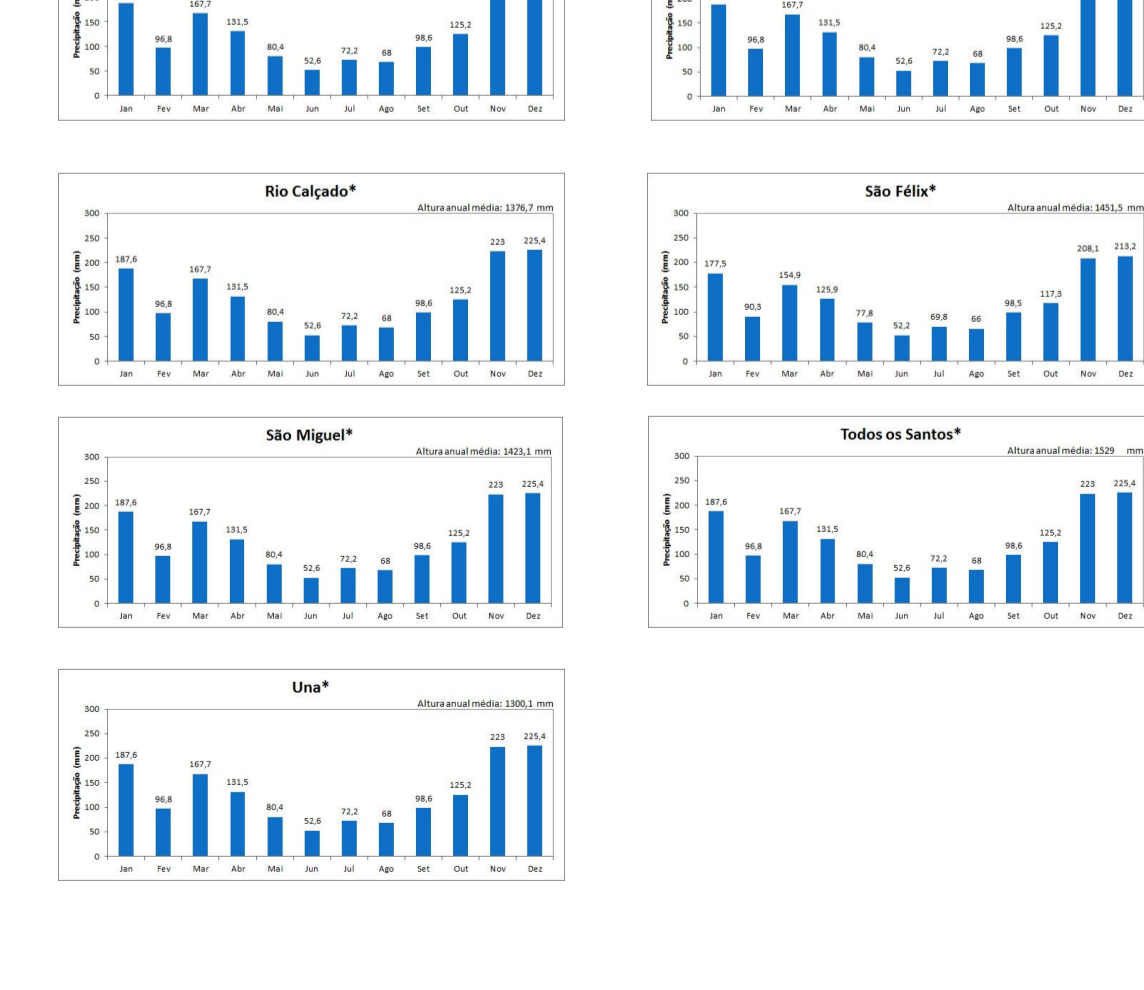 167,7
Precipitação (m
150
131,5
125,2
100
96,8
80,4
52,6
72,2
68
98,6
50
0
Jan Fev Mar Abr Mai Jun Jul Ago Set Out Nov Dez
167,7
Precipitação (m
200
150
131,5
125,2
100
96,8
80,4
52,6
72,2
68
98,6
50
0
Jan Fev Mar Abr Mai Jun Jul Ago Set Out Nov Dez
Rio Calçado*
Altura anual média: 1376,7 mm
Precipitação (mm)
300
250
200
150
100
50
0
187,6 96,8 167,7 131,5 80,4 52,6 72,2 68 98,6 125,2 223 225,4
Jan Fev Mar Abr Mai Jun Jul Ago Set Out Nov Dez
São Félix*
Altura anual média: 1451,5 mm
Precipitação (mm)
300
250
200
150
100
50
0
177,5 90,3 154,9 125,9 77,8 52,2 69,8 66 98,5 117,3 208,1 213,2
Jan Fev Mar Abr Mai Jun Jul Ago Set Out Nov Dez
São Miguel*
Altura anual média: 1423,1 mm
Precipitação (mm)
300
250
200
150
100
50
0
187,6 96,8 167,7 131,5 80,4 52,6 72,2 68 98,6 125,2 223 225,4
Jan Fev Mar Abr Mai Jun Jul Ago Set Out Nov Dez
Todos os Santos*
Altura anual média: 1529 mm
Precipitação (mm)
300
250
200
150
100
50
0
187,6 96,8 167,7 131,5 80,4 52,6 72,2 68 98,6 125,2 223 225,4
Jan Fev Mar Abr Mai Jun Jul Ago Set Out Nov Dez
Una*
Altura anual média: 1300,1 mm
Precipitação (mm)
300
250
200
150
100
50
0
187,6 96,8 167,7 131,5 80,4 52,6 72,2 68 98,6 125,2 223 225,4
Jan Fev Mar Abr Mai Jun Jul Ago Set Out Nov Dez